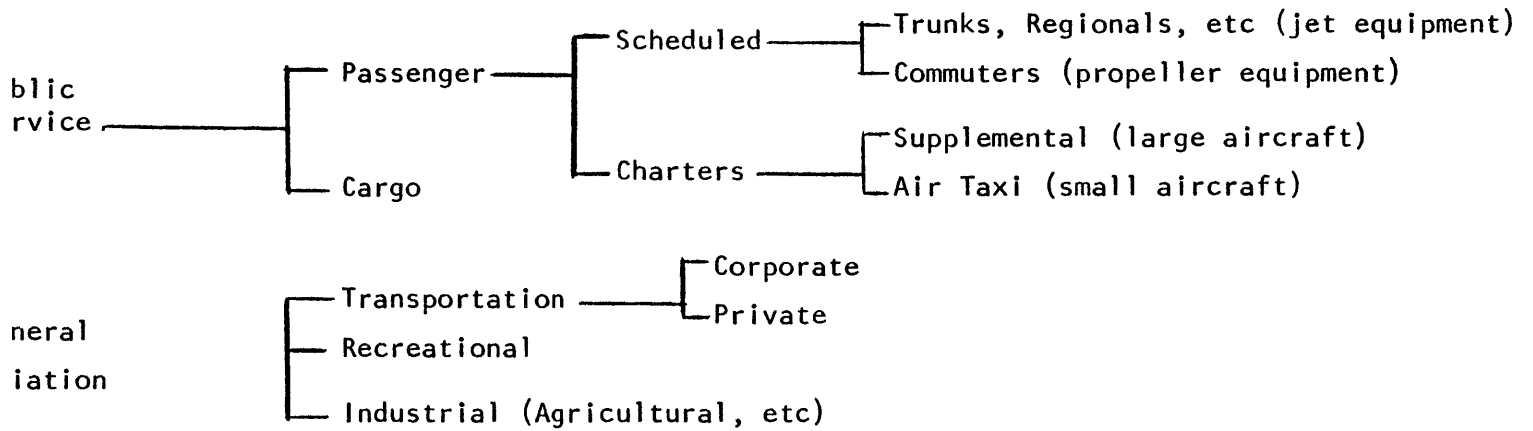 blic
rvice
Passenger
Cargo
Scheduled
Charters
Trunks, Regionals, etc (jet equipment)
Commuters (propeller equipment)
Supplemental (large aircraft)
Air Taxi (small aircraft)
neral
iation
Transportation
Recreational
Industrial (Agricultural, etc)
Corporate
Private